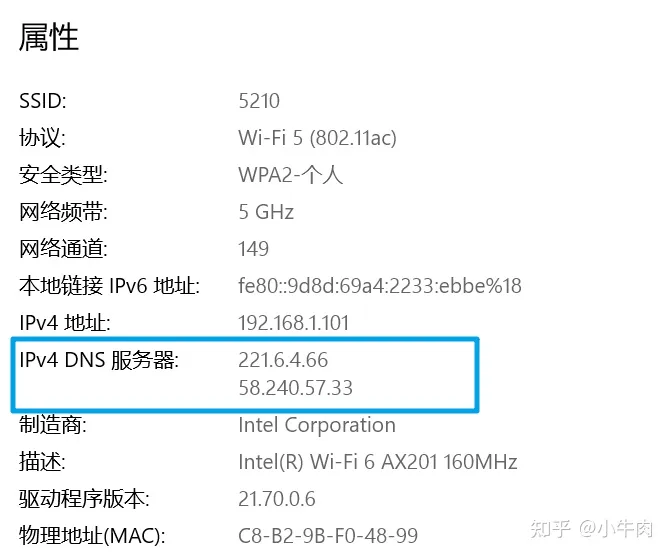 属性
SSID: 5210
协议: Wi-Fi 5 (802.11ac)
安全类型: WPA2-个人
网络频带: 5 GHz
网络通道: 149
本地链接 IPv6 地址: fe80::9d8d:69a4:2233:ebbe%18
IPv4 地址: 192.168.1.101
IPv4 DNS 服务器: 221.6.4.66
58.240.57.33
制造商: Intel Corporation
描述: Intel(R) Wi-Fi 6 AX201 160MHz
驱动程序版本: 21.70.0.6
物理地址(MAC): C8-B2-9B-F0-48-99
知乎 @小牛肉